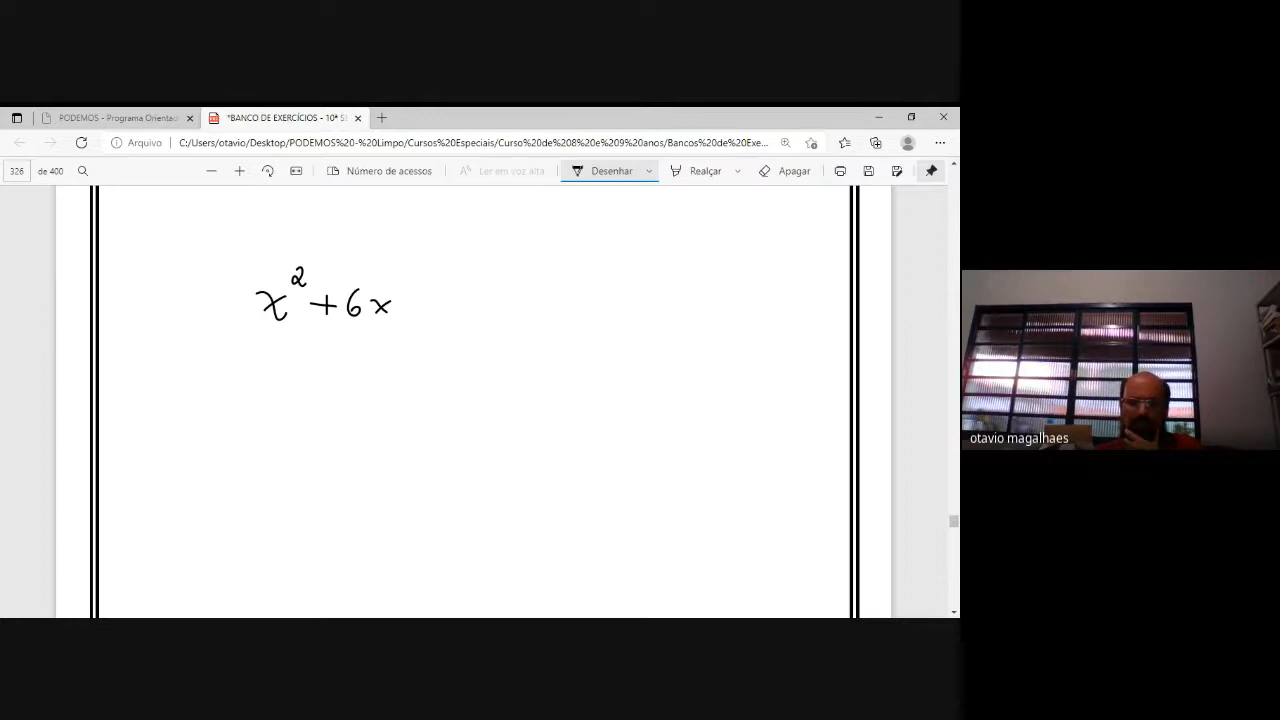 PODEMOS - Programa Orienta
*BANCO DE EXERCÍCIOS - 10ª S
Arquivo
C:/Users/otavio/Desktop/PODEMOS%20-%20Limpo/Cursos%20Especiais/Curso%20de%208%20e%209%20anos/Bancos%20de%20Exe...
326 de 400
Número de acessos
Ler em voz alta
Desenhar
Realçar
Apagar
x² + 6x
otavio magalhaes